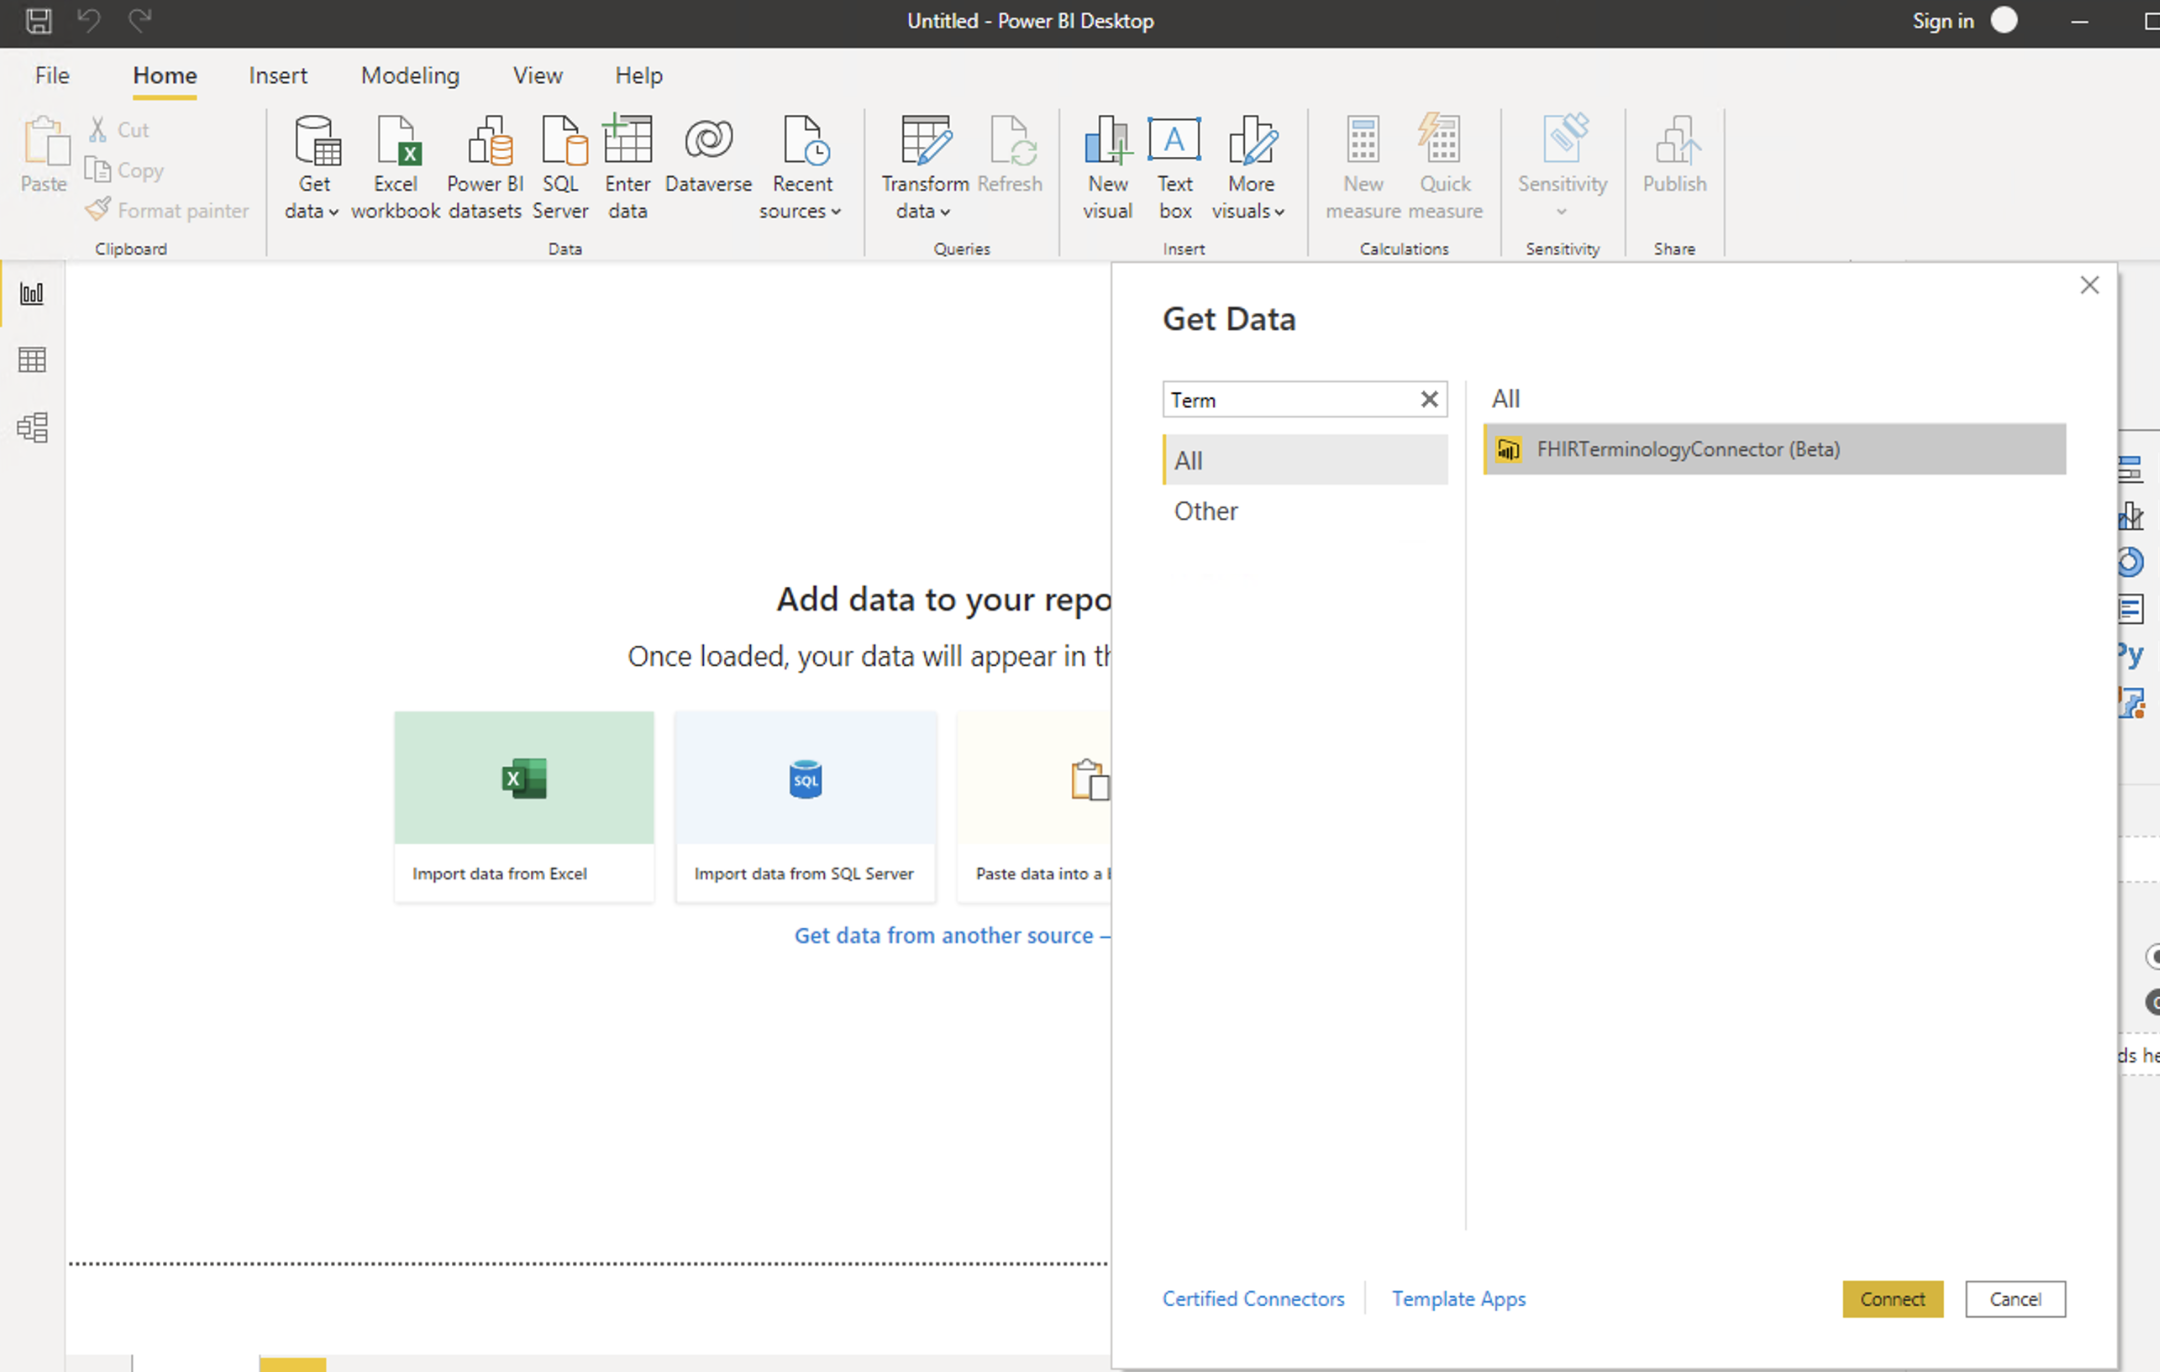 Untitled - Power BI Desktop
Sign in
File
Home
Insert
Modeling
View
Help
Paste
Cut
Copy
Format painter
Clipboard
Get
data
Excel
workbook
Power BI
datasets
SQL
Server
Enter
data
Dataverse
Recent
sources
Data
Transform
data
Refresh
Queries
New
visual
A
Text
box
More
visuals
Insert
New
measure
Quick
measure
Calculations
Sensitivity
Sensitivity
Publish
Share
Add data to your repo
Once loaded, your data will appear in th
X
SQL
Import data from Excel
Import data from SQL Server
Paste data into a
Get data from another source
Get Data
Term
All
Other
All
FHIRTerminologyConnector (Beta)
Certified Connectors
Template Apps
Connect
Cancel
Py
ds he